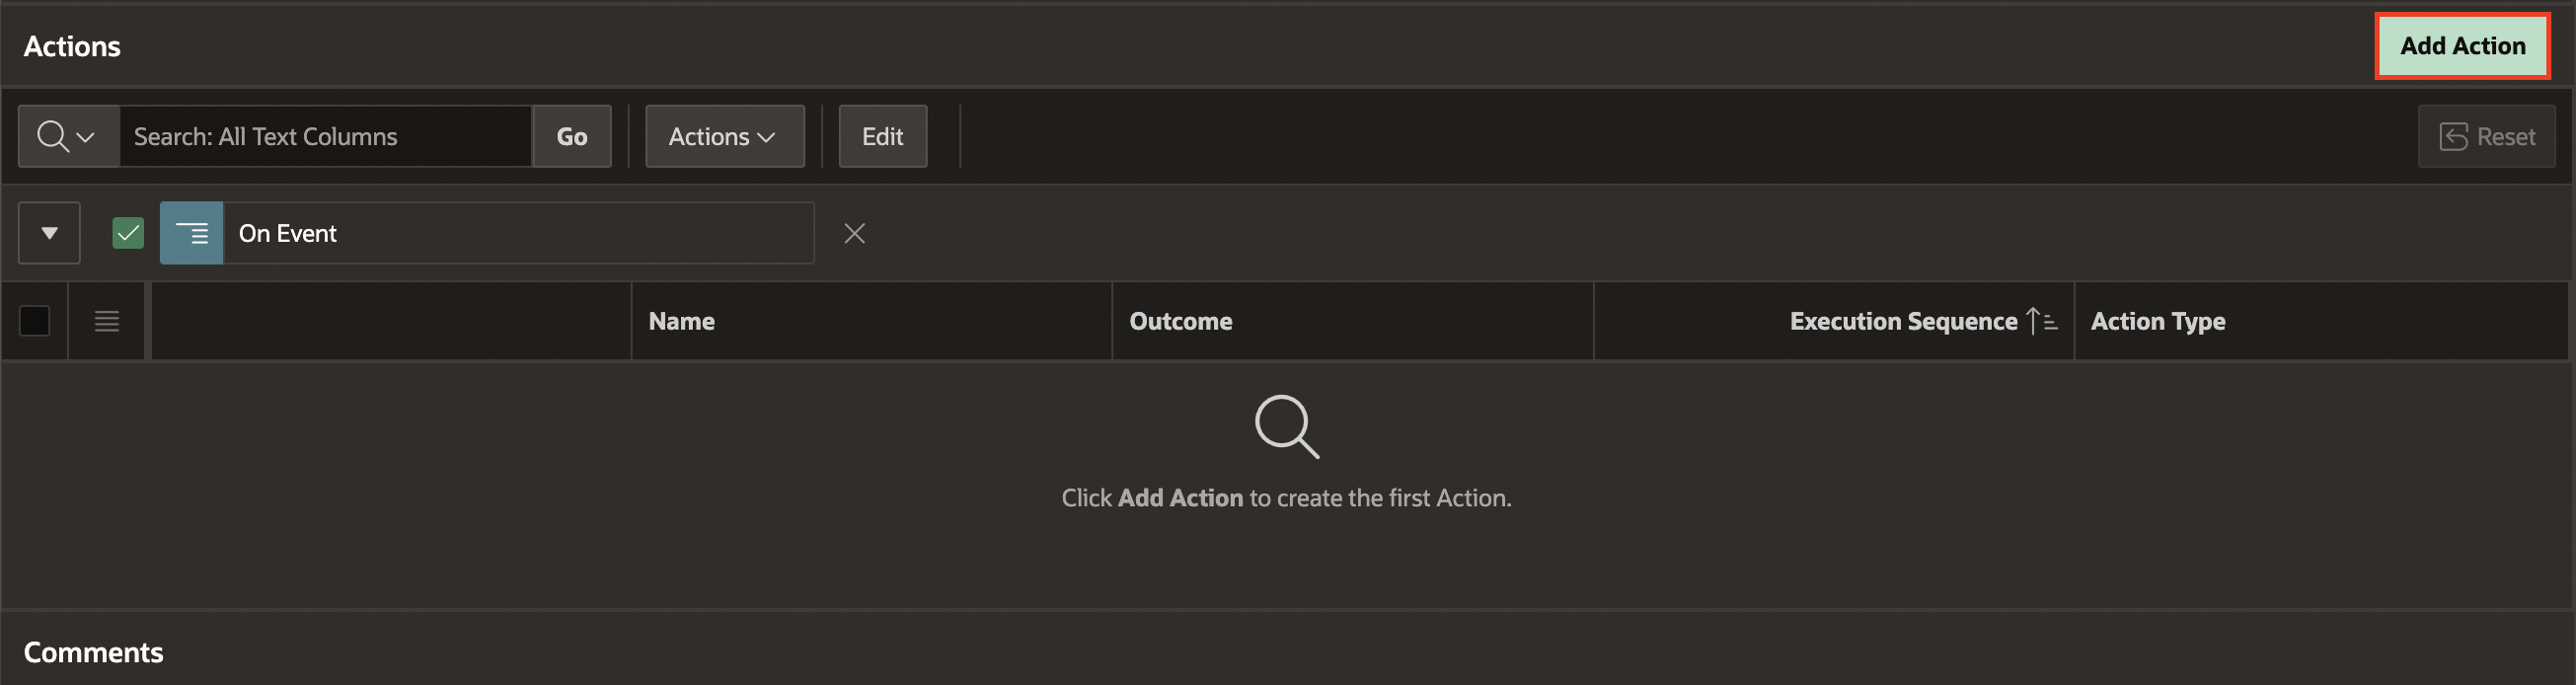 Actions
Add Action
Search: All Text Columns
Go
Actions
Edit
Reset
On Event
Name
Outcome
Execution Sequence
Action Type
Click Add Action to create the first Action.
Comments